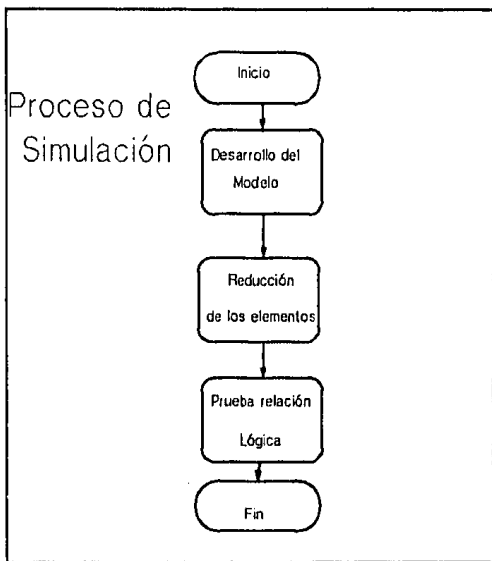 Proceso de
Simulación
Inicio
Desarrollo del
Modelo
Reducción
de los elementos
Prueba relación
Lógica
Fin